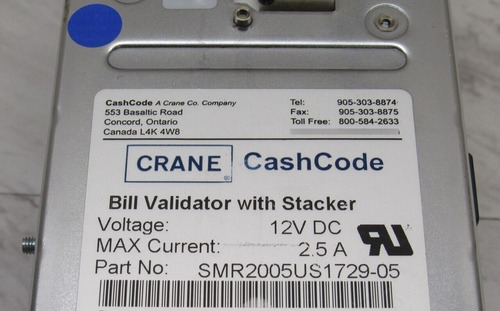 CashCode A Crane Co. Company
553 Basaltic Road
Concord, Ontario
Canada L4K 4W8
Tel: 905-303-8874
Fax: 905-303-8875
Toll Free: 800-584-2633
CRANE CashCode
Bill Validator with Stacker
Voltage: 12V DC
MAX Current: 2.5 A
Part No: SMR2005US1729-05